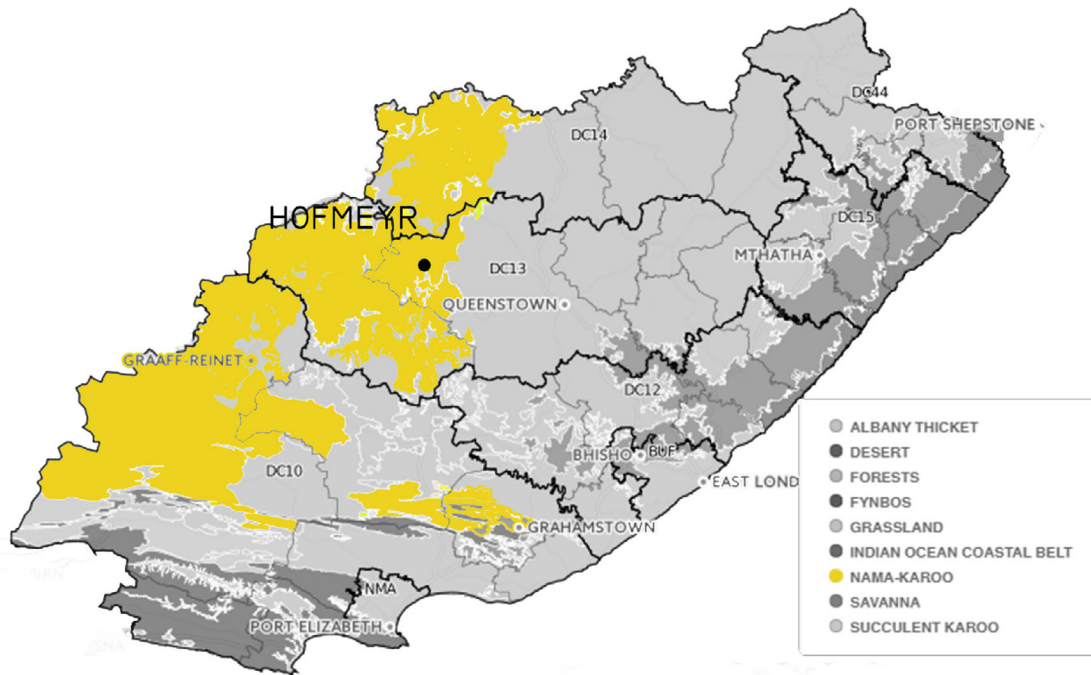 DC44
PORT SHEPSTONE
DC14
HOFMEYR
DC15
MTHATHA
DC13
QUEENSTOWN
GRAAFF-REINET
DC12
ALBANY THICKET
DESERT
FORESTS
FYNBOS
GRASSLAND
INDIAN OCEAN COASTAL BELT
NAMA-KAROO
SAVANNA
SUCCULENT KAROO
BHISHO
BUF
DC10
EAST LOND
GRAHAMSTOWN
NMA
PORT ELIZABETH